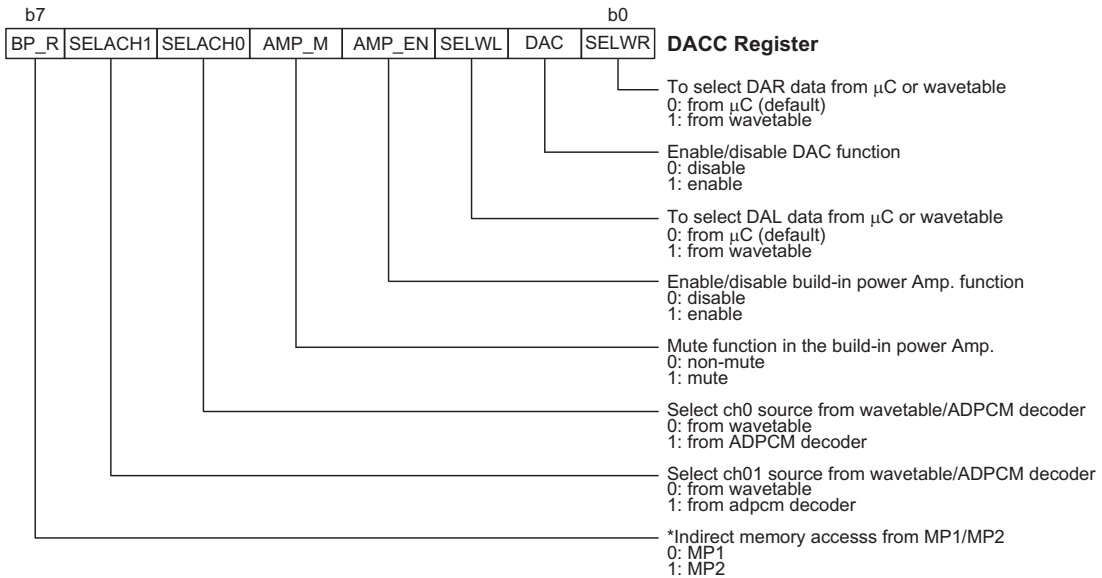 b7 b0
BP_R SELACH1 SELACH0 AMP_M AMP_EN SELWL DAC SELWR DACC Register
To select DAR data from μC or wavetable
0: from μC (default)
1: from wavetable
Enable/disable DAC function
0: disable
1: enable
To select DAL data from μC or wavetable
0: from μC (default)
1: from wavetable
Enable/disable build-in power Amp. function
0: disable
1: enable
Mute function in the build-in power Amp.
0: non-mute
1: mute
Select ch0 source from wavetable/ADPCM decoder
0: from wavetable
1: from ADPCM decoder
Select ch01 source from wavetable/ADPCM decoder
0: from wavetable
1: from adpcm decoder
*Indirect memory accesss from MP1/MP2
0: MP1
1: MP2